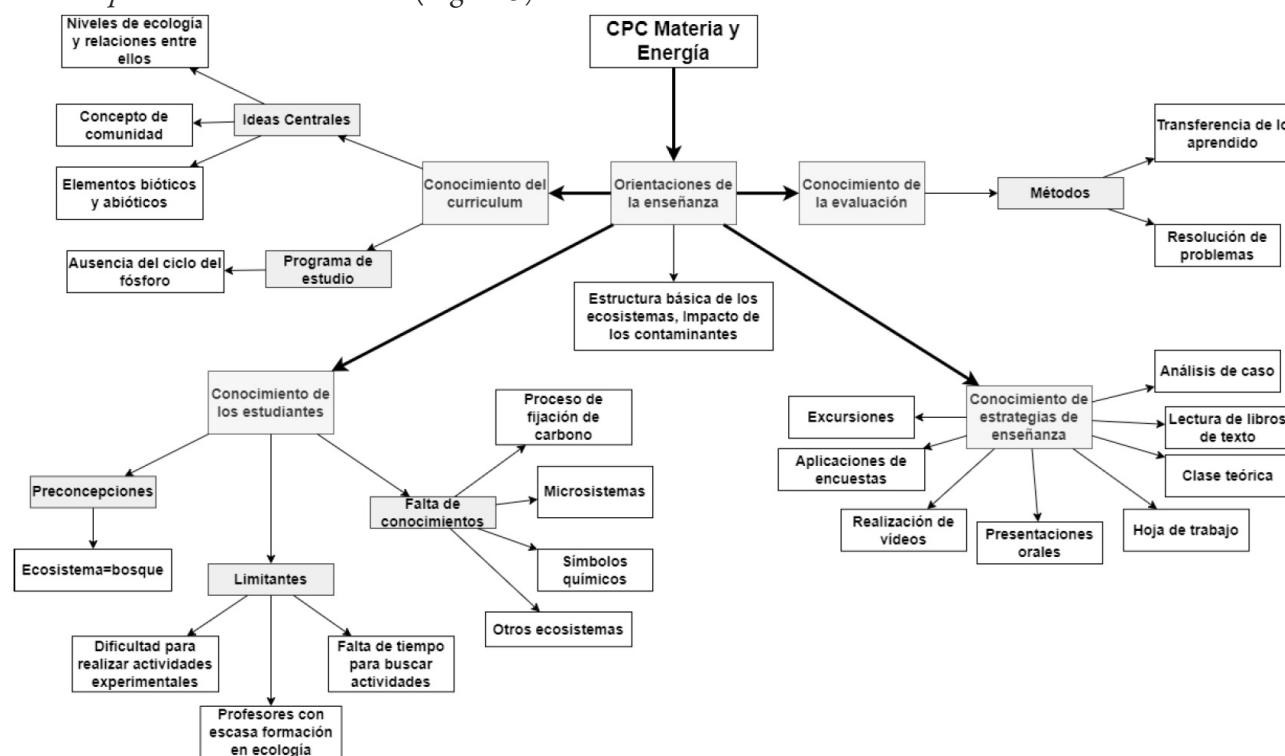 CPC Materia y
Energía
Niveles de ecología
y relaciones entre
ellos
Ideas Centrales
Concepto de
comunidad
Elementos bióticos
y abióticos
Conocimiento del
curriculum
Orientaciones de
la enseñanza
Conocimiento de
la evaluación
Métodos
Transferencia de lo
aprendido
Resolución de
problemas
Programa de
estudio
Ausencia del ciclo del
fósforo
Estructura básica de los
ecosistemas, Impacto de
los contaminantes
Conocimiento de
los estudiantes
Preconcepciones
Ecosistema=bosque
Limitantes
Dificultad para
realizar actividades
experimentales
Profesores con
escasa formación
en ecología
Falta de tiempo
para buscar
actividades
Falta de
conocimientos
Proceso de
fijación de
carbono
Microsistemas
Símbolos
químicos
Otros ecosistemas
Conocimiento de
estrategias de
enseñanza
Excursiones
Aplicaciones de
encuestas
Realización de
vídeos
Presentaciones
orales
Hoja de trabajo
Clase teórica
Lectura de libros
de texto
Análisis de caso